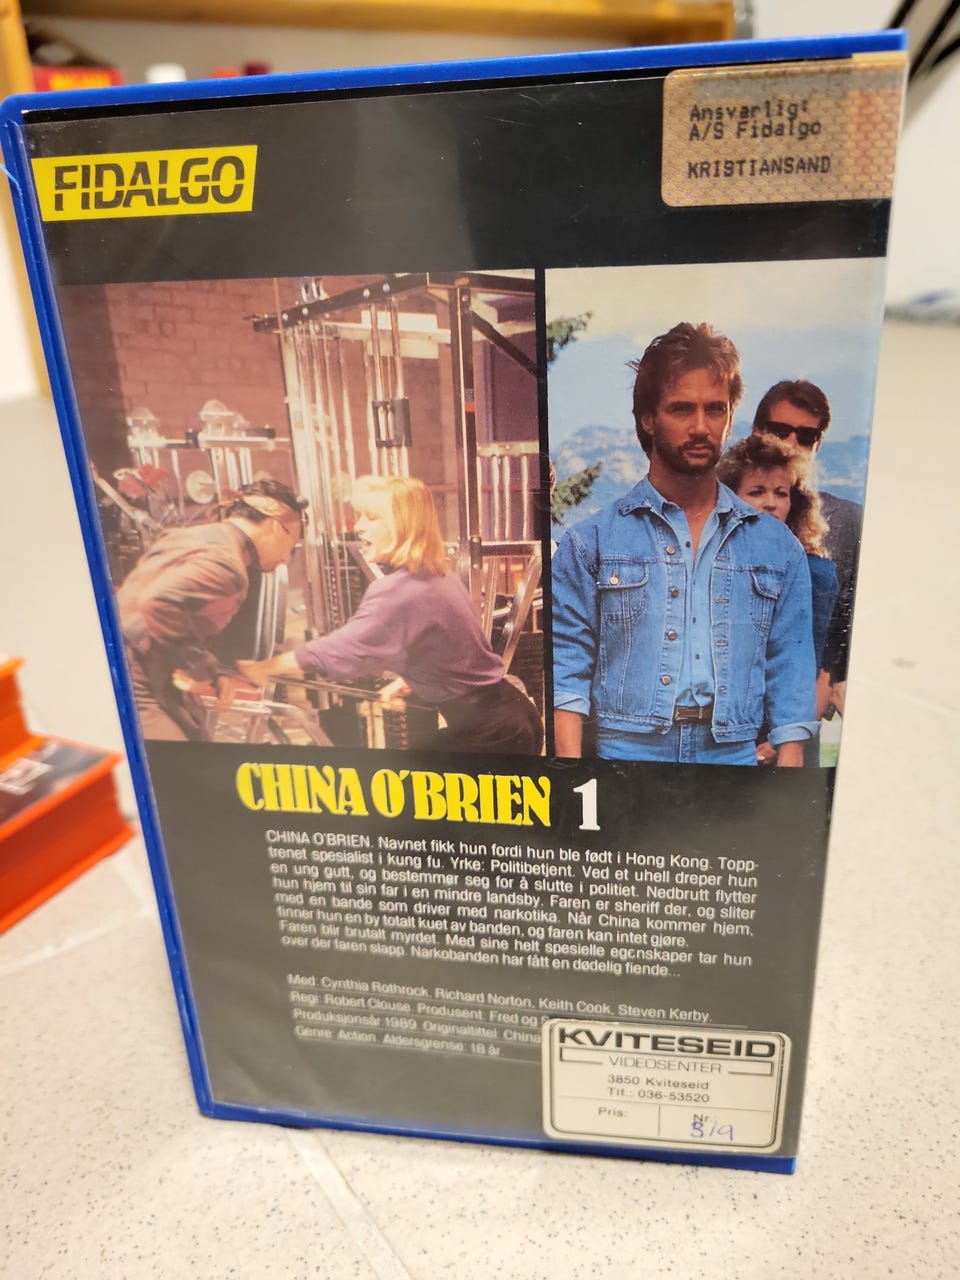 FIDALGO
Ansvarlig:
A/S Fidalgo
KRISTIANSAND
CHINA O'BRIEN 1
CHINA O'BRIEN. Navnet fikk hun fordi hun ble født i Hong Kong. Topp-
trenet spesialist i kung fu. Yrke: Politibetjent. Ved et uhell dreper hun
en ung gutt, og bestemmer seg for å slutte i politiet. Nedbrutt flytter
hun hjem til sin far i en mindre landsby. Faren er sheriff der, og sliter
med en bande som driver med narkotika. Når China kommer hjem,
finner hun en by totalt kuet av banden, og faren kan intet gjøre.
Faren blir brutalt myrdet. Med sine helt spesielle egenskaper tar hun
over der faren slapp. Narkobanden har fått en dødelig fiende...
Med: Cynthia Rothrock, Richard Norton, Keith Cook, Steven Kerby.
Regi: Robert Clouse. Produsent: Fred og
Produksjonsår 1989. Originaltittel: China
Genre: Action. Aldersgrense: 18 år.
KVITESEID
VIDEOSENTER
3850 Kviteseid
Tlf.: 036-53520
Pris: Nr.: